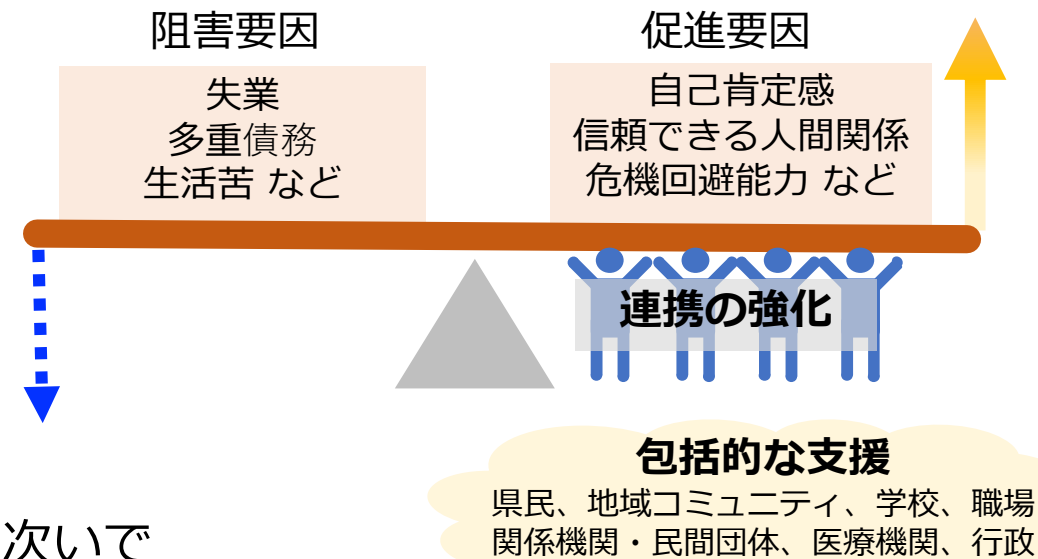 阻害要因
失業
多重債務
生活苦 など
促進要因
自己肯定感
信頼できる人間関係
危機回避能力 など
連携の強化
包括的な支援
県民、地域コミュニティ、学校、職場
関係機関・民間団体、医療機関、行政
次いで